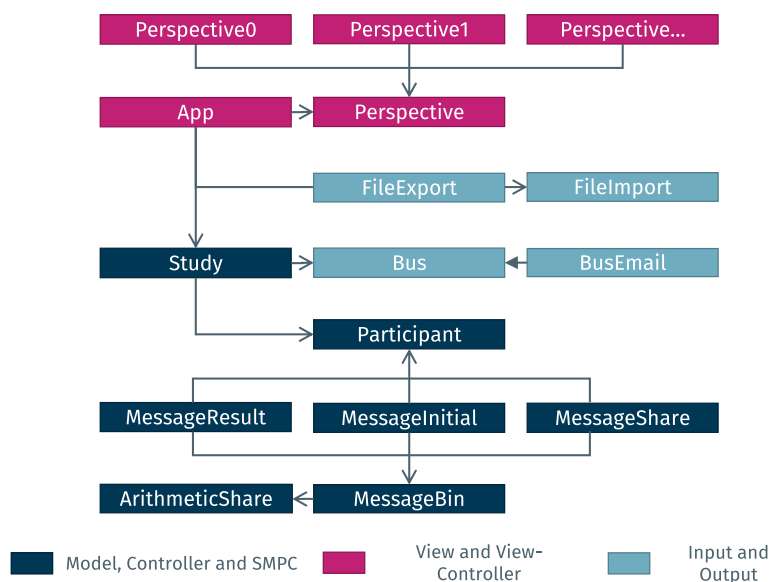 Perspective0
Perspective1
Perspective...
App
Perspective
FileExport
FileImport
Study
Bus
BusEmail
Participant
MessageResult
MessageInitial
MessageShare
ArithmeticShare
MessageBin
Model, Controller and SMPC
View and View-
Controller
Input and
Output